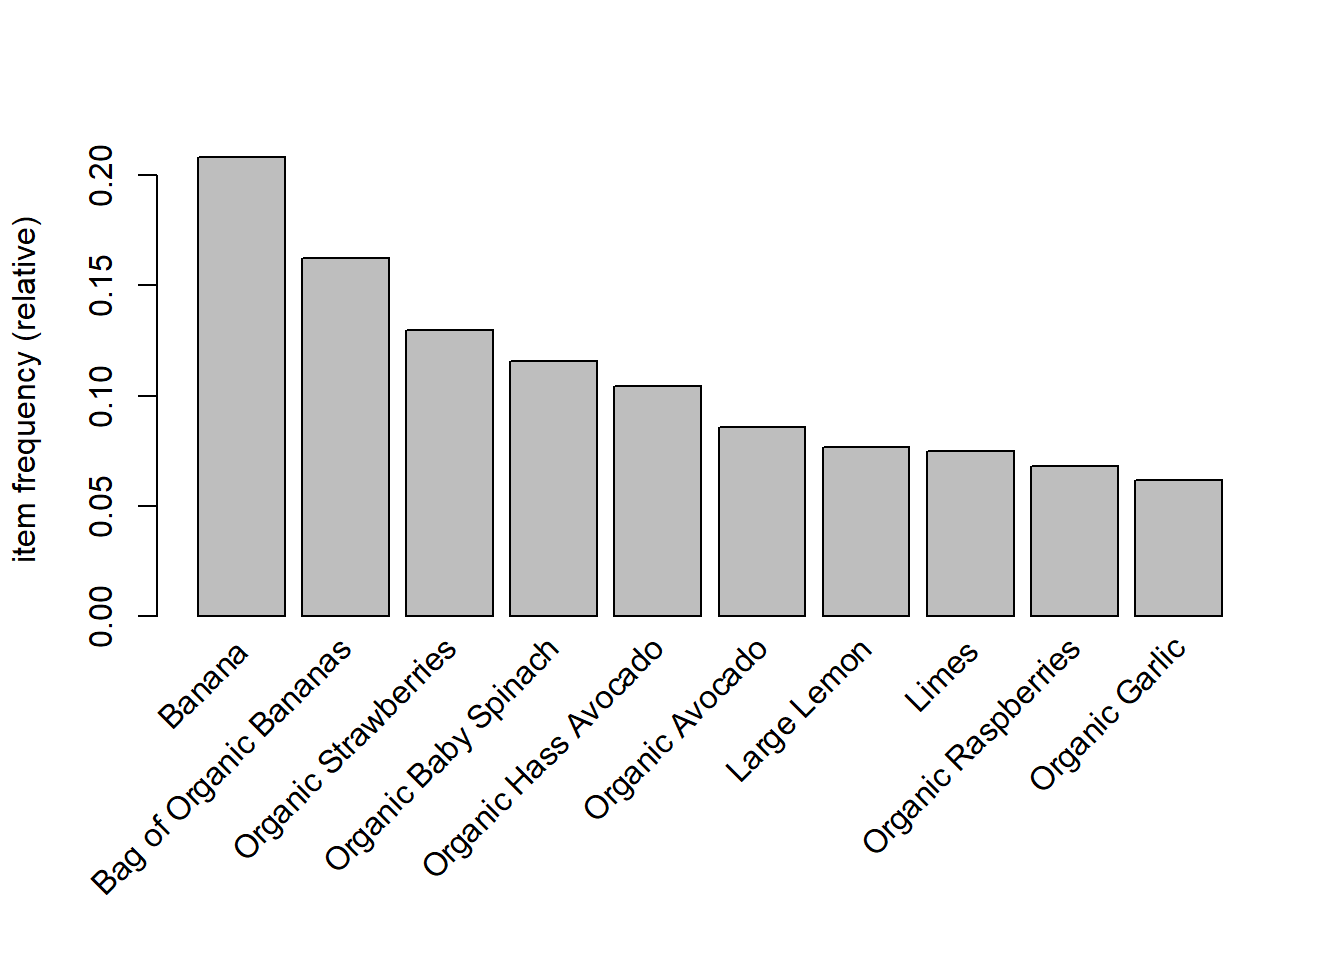 item frequency (relative)
0.20
0.15
0.10
0.05
0.00
Banana
Bag of Organic Bananas
Organic Strawberries
Organic Baby Spinach
Organic Hass Avocado
Organic Avocado
Large Lemon
Limes
Organic Raspberries
Organic Garlic